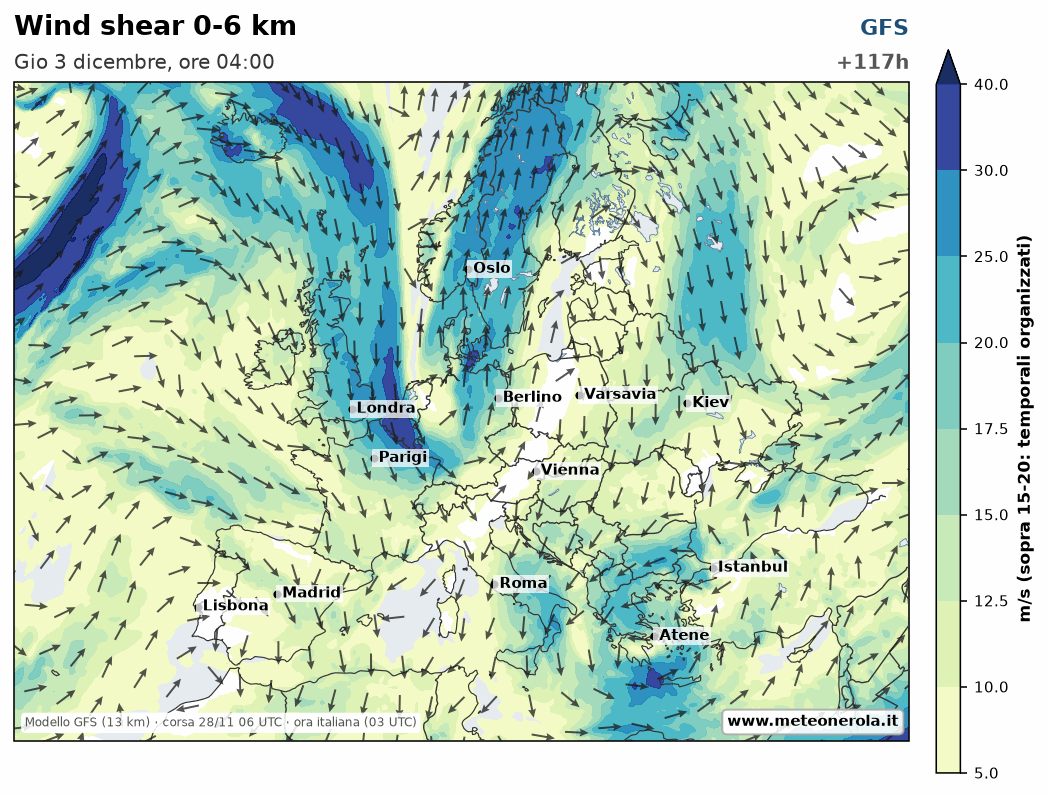 Wind shear 0-6 km
GFS
Gio 3 dicembre, ore 04:00
+117h
40.0
30.0
25.0
20.0
17.5
15.0
12.5
10.0
5.0
m/s (sopra 15-20: temporali organizzati)
Oslo
Londra
Berlino
Varsavia
Kiev
Parigi
Vienna
Istanbul
Roma
Madrid
Lisbona
Atene
Modello GFS (13 km) · corsa 28/11 06 UTC · ora italiana (03 UTC)
www.meteonerola.it